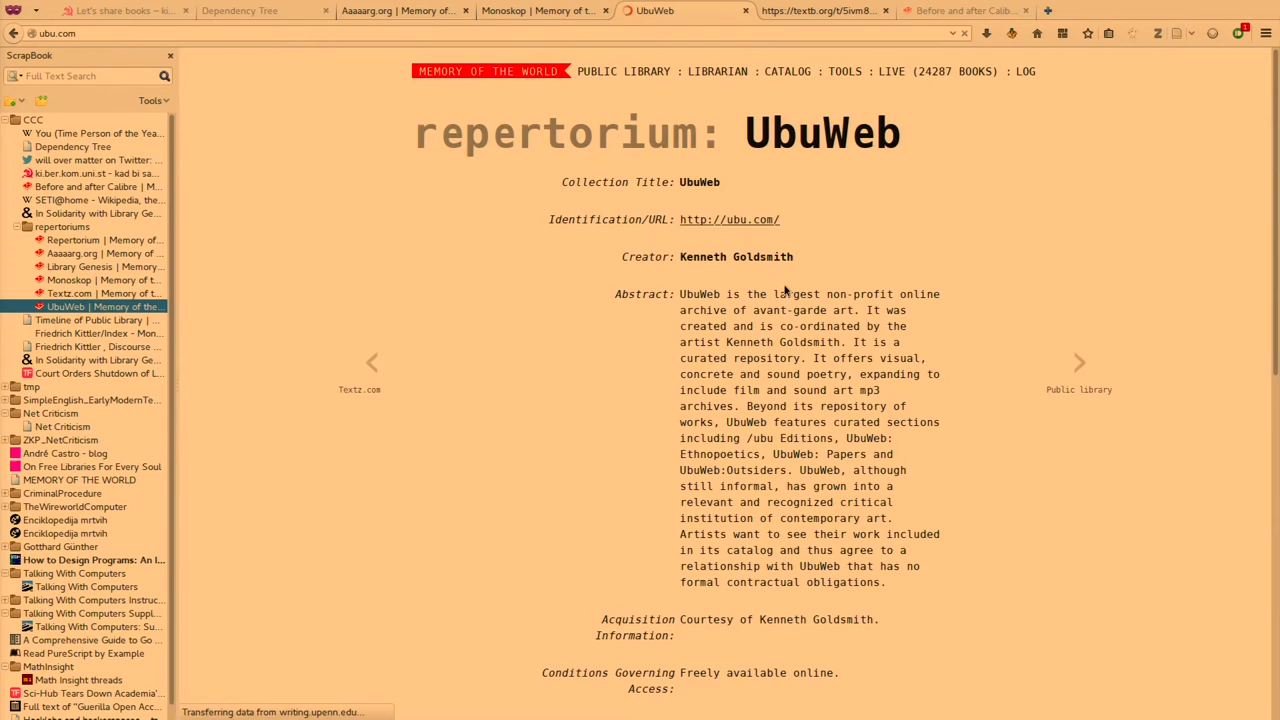 Let's share books – ki...
Dependency Tree
Aaaarg.org | Memory of...
Monoskop | Memory of t...
UbuWeb
https://textb.org/t/5ivm8...
Before and after Calib...
ubu.com
1
ScrapBook
Full Text Search
Tools
CCC
You (Time Person of the Yea...
Dependency Tree
will over matter on Twitter: ...
ki.ber.kom.uni.st - kad bi sa...
Before and after Calibre | M...
SETI@home - Wikipedia, the...
In Solidarity with Library Ge...
repertoriums
Repertorium | Memory of...
Aaaarg.org | Memory of ...
Library Genesis | Memory...
Monoskop | Memory of t...
Textz.com | Memory of t...
UbuWeb | Memory of the...
Timeline of Public Library | ...
Friedrich Kittler/Index - Mon...
Friedrich Kittler , Discourse ...
In Solidarity with Library Ge...
Court Orders Shutdown of L...
tmp
SimpleEnglish_EarlyModernTe...
Net Criticism
Net Criticism
ZKP_NetCriticism
André Castro - blog
On Free Libraries For Every Soul
MEMORY OF THE WORLD
CriminalProcedure
TheWireworldComputer
Enciklopedija mrtvih
Enciklopedija mrtvih
Gotthard Günther
How to Design Programs: An I...
Talking With Computers
Talking With Computers
Talking With Computers Instruc...
Talking With Computers Suppl...
Talking With Computers: Su...
A Comprehensive Guide to Go ...
Read PureScript by Example
MathInsight
Math Insight threads
Sci-Hub Tears Down Academia'...
Full text of "Guerilla Open Acc...
MEMORY OF THE WORLD PUBLIC LIBRARY : LIBRARIAN : CATALOG : TOOLS : LIVE (24287 BOOKS) : LOG
repertorium: UbuWeb
Collection Title: UbuWeb
Identification/URL: http://ubu.com/
Creator: Kenneth Goldsmith
Abstract: UbuWeb is the largest non-profit online
archive of avant-garde art. It was
created and is co-ordinated by the
artist Kenneth Goldsmith. It is a
curated repository. It offers visual,
concrete and sound poetry, expanding to
include film and sound art mp3
archives. Beyond its repository of
works, UbuWeb features curated sections
including /ubu Editions, UbuWeb:
Ethnopoetics, UbuWeb: Papers and
UbuWeb:Outsiders. UbuWeb, although
still informal, has grown into a
relevant and recognized critical
institution of contemporary art.
Artists want to see their work included
in its catalog and thus agree to a
relationship with UbuWeb that has no
formal contractual obligations.
Textz.com
Public library
Acquisition Information: Courtesy of Kenneth Goldsmith.
Conditions Governing Access: Freely available online.
Transferring data from writing.upenn.edu...